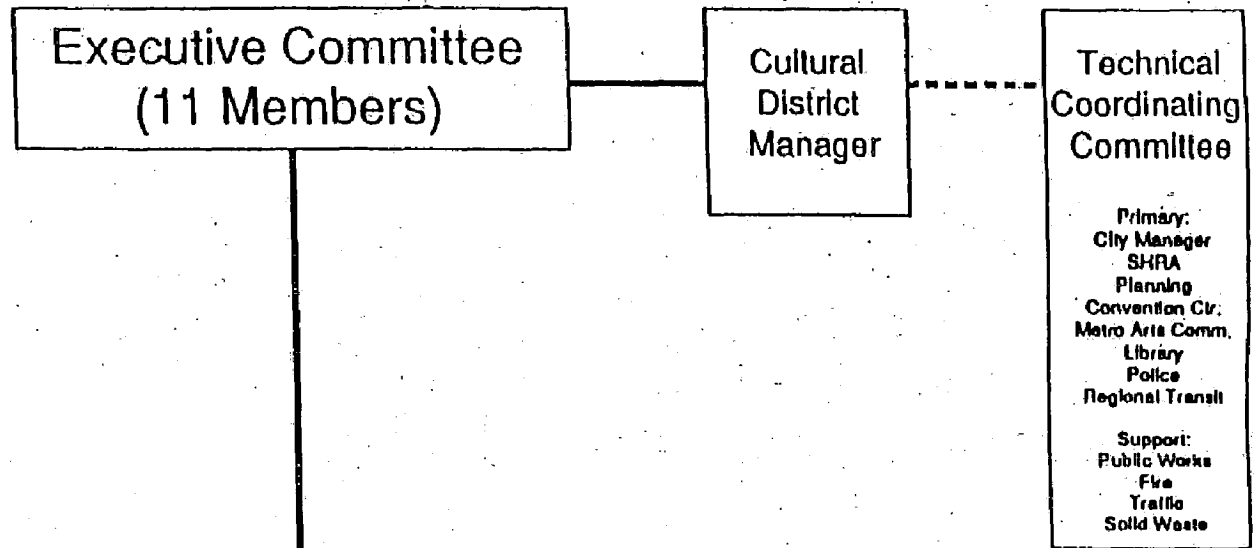 Executive Committee
(11 Members)
Cultural
District
Manager
Technical
Coordinating
Committee
Primary:
City Manager
SHRA
Planning
Convention Ctr.
Metro Arts Comm.
Library
Police
Regional Transit
Support:
Public Works
Fire
Traffic
Solid Waste